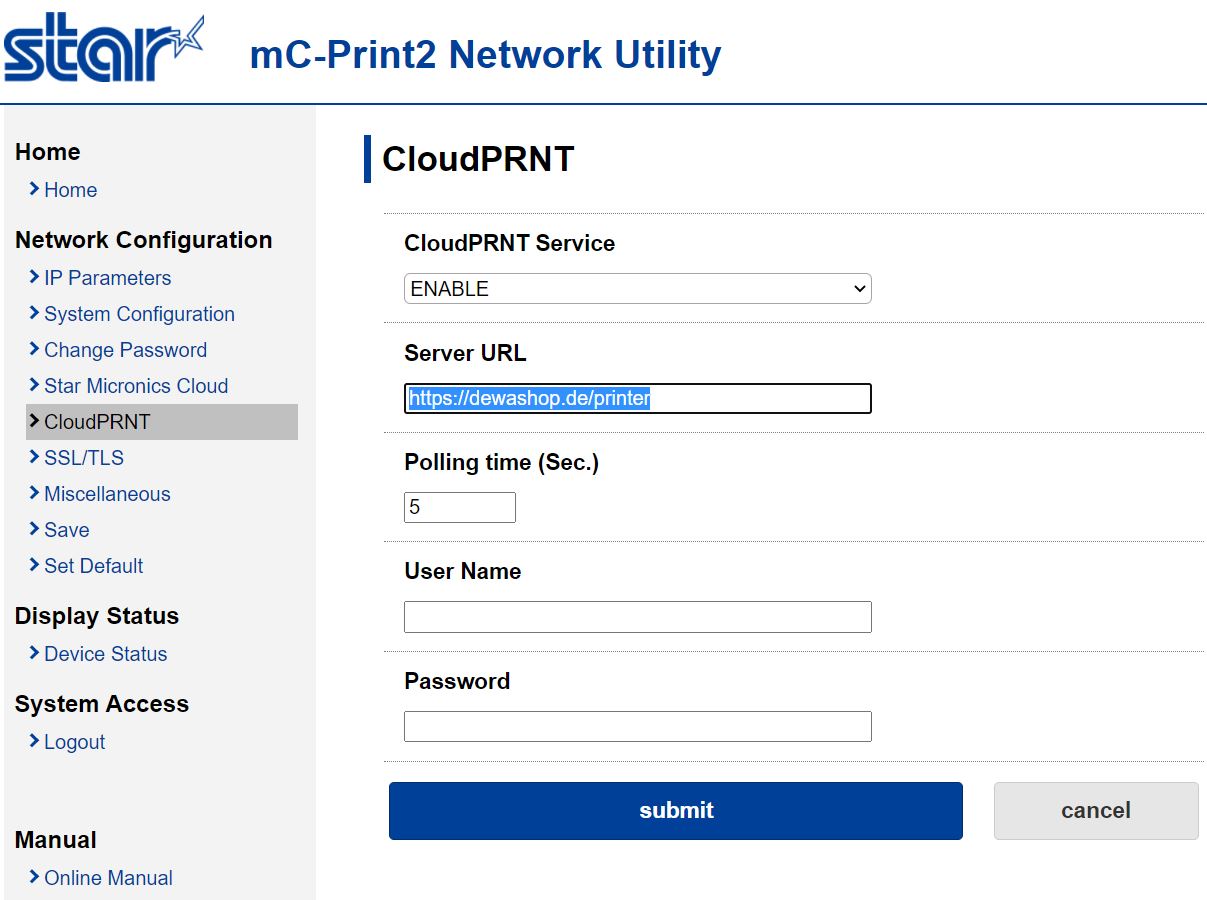 star
mC-Print2 Network Utility
Home
Home
Network Configuration
IP Parameters
System Configuration
Change Password
Star Micronics Cloud
CloudPRNT
SSL/TLS
Miscellaneous
Save
Set Default
Display Status
Device Status
System Access
Logout
Manual
Online Manual
CloudPRNT
CloudPRNT Service
ENABLE
Server URL
https://dewashop.de/printer
Polling time (Sec.)
5
User Name
Password
submit
cancel